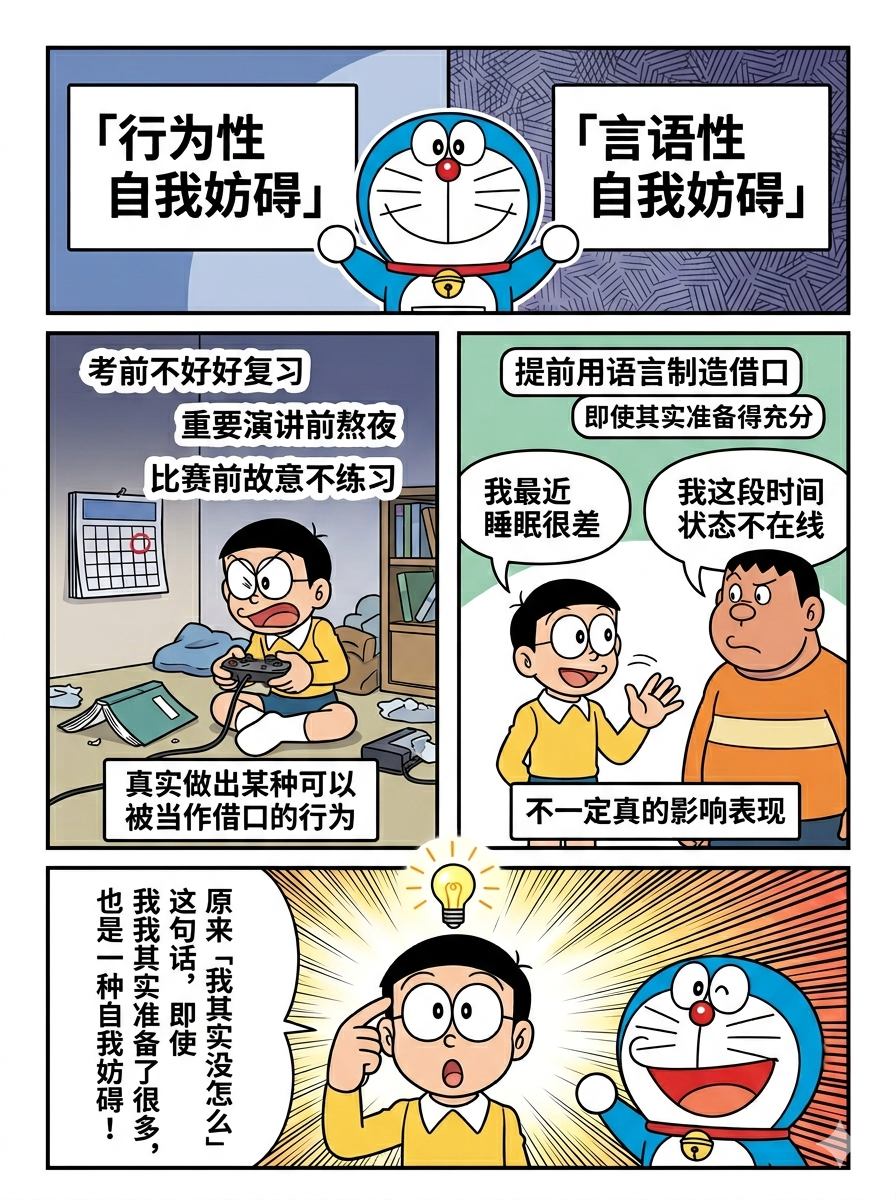 「行为性
自我妨碍」
「言语性
自我妨碍」
考前不好好复习
重要演讲前熬夜
比赛前故意不练习
真实做出某种可以
被当作借口的行为
提前用语言制造借口
即使其实准备得充分
我最近
睡眠很差
我这段时间
状态不在线
不一定真的影响表现
原来「我其实没怎么」
这句话，即使
我我其实准备了很多，
也是一种自我妨碍！